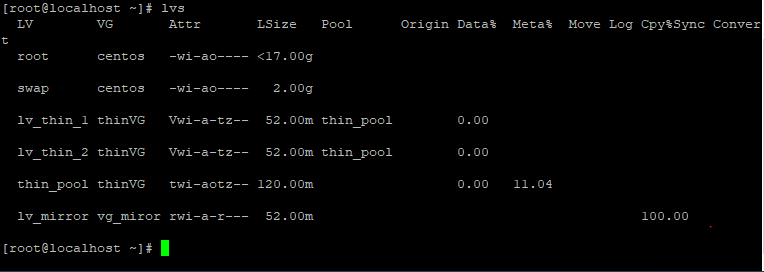 [root@localhost ~]# lvs
LV VG Attr LSize Pool Origin Data% Meta% Move Log Cpy%Sync Conver
t
root centos -wi-ao---- <17.00g
swap centos -wi-ao---- 2.00g
lv_thin_1 thinVG Vwi-a-tz-- 52.00m thin_pool 0.00
lv_thin_2 thinVG Vwi-a-tz-- 52.00m thin_pool 0.00
thin_pool thinVG twi-aotz-- 120.00m 0.00 11.04
lv_mirror vg_miror rwi-a-r--- 52.00m 100.00
[root@localhost ~]#